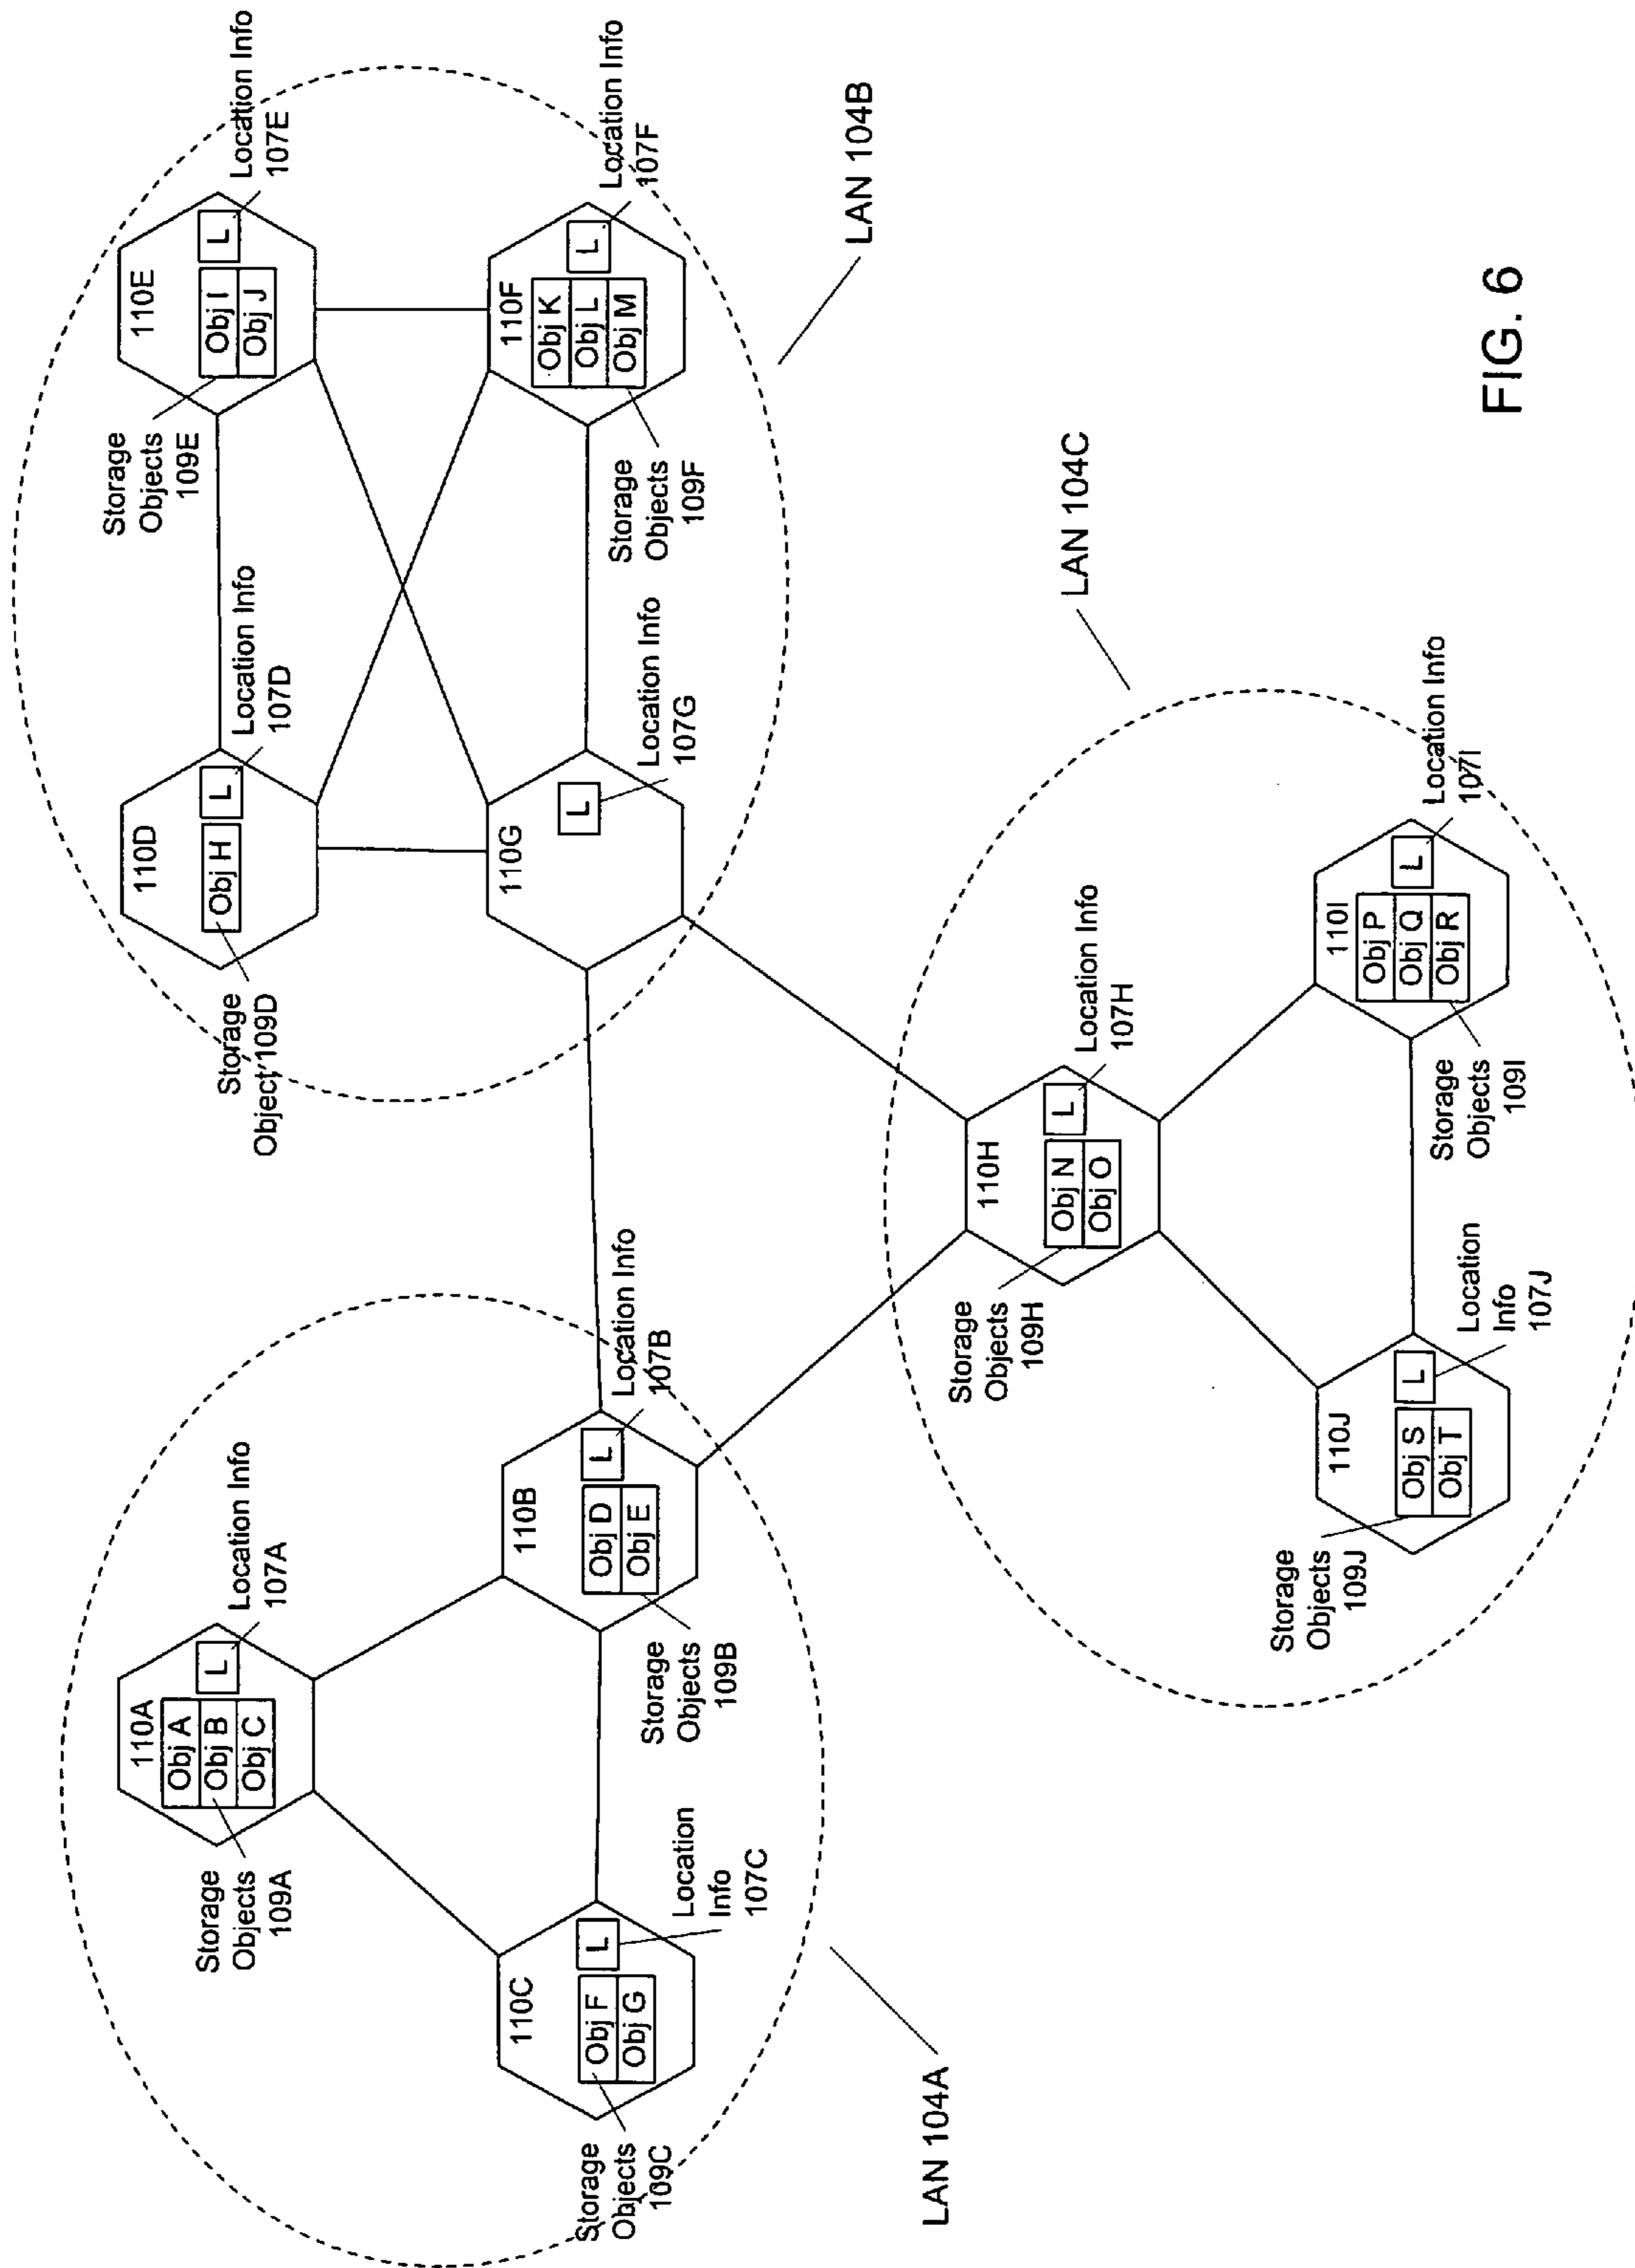 110A
Obj A
Obj B
Obj C
L
Location Info
107A
Storage
Objects
109A
110B
Obj D
Obj E
L
Location Info
107B
Storage
Objects
109B
110C
Obj F
Obj G
L
Location
Info
107C
Storage
Objects
109C
LAN 104A
110D
Obj H
L
Location Info
107D
Storage
Object 109D
110E
Obj I
Obj J
L
Location Info
107E
Storage
Objects
109E
110F
Obj K
Obj L
Obj M
L
Location Info
107F
Storage
Objects
109F
110G
L
Location Info
107G
LAN 104B
110H
Obj N
Obj O
L
Location Info
107H
Storage
Objects
109H
110I
Obj P
Obj Q
Obj R
L
Location Info
107I
Storage
Objects
109I
110J
Obj S
Obj T
L
Location
Info
107J
Storage
Objects
109J
LAN 104C
FIG. 6